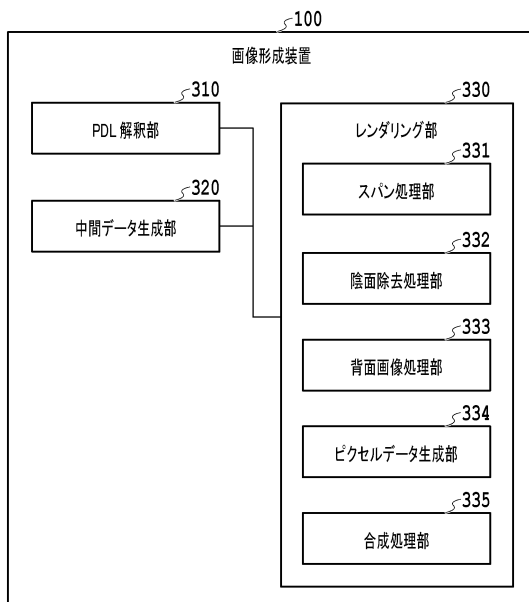 100
画像形成装置
310
PDL 解釈部
320
中間データ生成部
330
レンダリング部
331
スパン処理部
332
陰面除去処理部
333
背面画像処理部
334
ピクセルデータ生成部
335
合成処理部